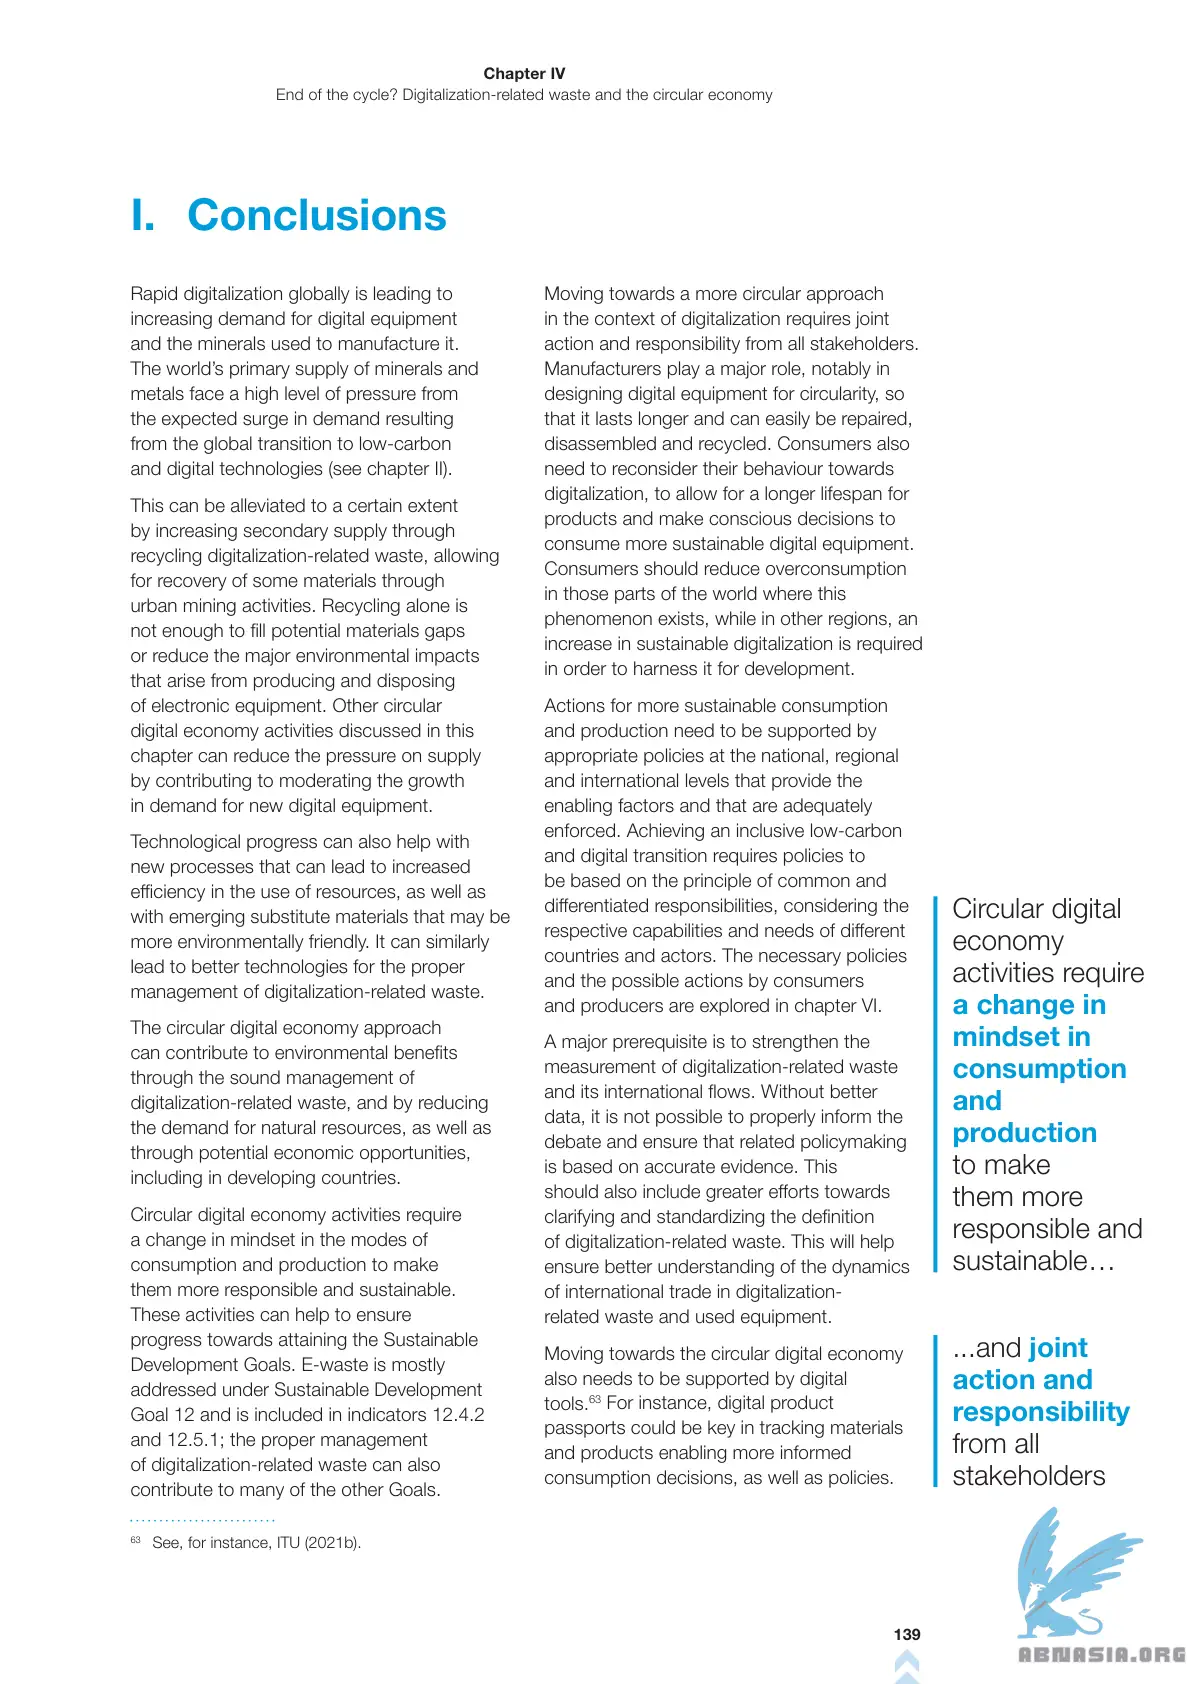 Chapter IV
End of the cycle? Digitalization-related waste and the circular economy
I. Conclusions
Rapid digitalization globally is leading to
increasing demand for digital equipment
and the minerals used to manufacture it.
The world’s primary supply of minerals and
metals face a high level of pressure from
the expected surge in demand resulting
from the global transition to low-carbon
and digital technologies (see chapter II).
This can be alleviated to a certain extent
by increasing secondary supply through
recycling digitalization-related waste, allowing
for recovery of some materials through
urban mining activities. Recycling alone is
not enough to fill potential materials gaps
or reduce the major environmental impacts
that arise from producing and disposing
of electronic equipment. Other circular
digital economy activities discussed in this
chapter can reduce the pressure on supply
by contributing to moderating the growth
in demand for new digital equipment.
Technological progress can also help with
new processes that can lead to increased
efficiency in the use of resources, as well as
with emerging substitute materials that may be
more environmentally friendly. It can similarly
lead to better technologies for the proper
management of digitalization-related waste.
The circular digital economy approach
can contribute to environmental benefits
through the sound management of
digitalization-related waste, and by reducing
the demand for natural resources, as well as
through potential economic opportunities,
including in developing countries.
Circular digital economy activities require
a change in mindset in the modes of
consumption and production to make
them more responsible and sustainable.
These activities can help to ensure
progress towards attaining the Sustainable
Development Goals. E-waste is mostly
addressed under Sustainable Development
Goal 12 and is included in indicators 12.4.2
and 12.5.1; the proper management
of digitalization-related waste can also
contribute to many of the other Goals.
63 See, for instance, ITU (2021b).
Moving towards a more circular approach
in the context of digitalization requires joint
action and responsibility from all stakeholders.
Manufacturers play a major role, notably in
designing digital equipment for circularity, so
that it lasts longer and can easily be repaired,
disassembled and recycled. Consumers also
need to reconsider their behaviour towards
digitalization, to allow for a longer lifespan for
products and make conscious decisions to
consume more sustainable digital equipment.
Consumers should reduce overconsumption
in those parts of the world where this
phenomenon exists, while in other regions, an
increase in sustainable digitalization is required
in order to harness it for development.
Actions for more sustainable consumption
and production need to be supported by
appropriate policies at the national, regional
and international levels that provide the
enabling factors and that are adequately
enforced. Achieving an inclusive low-carbon
and digital transition requires policies to
be based on the principle of common and
differentiated responsibilities, considering the
respective capabilities and needs of different
countries and actors. The necessary policies
and the possible actions by consumers
and producers are explored in chapter VI.
A major prerequisite is to strengthen the
measurement of digitalization-related waste
and its international flows. Without better
data, it is not possible to properly inform the
debate and ensure that related policymaking
is based on accurate evidence. This
should also include greater efforts towards
clarifying and standardizing the definition
of digitalization-related waste. This will help
ensure better understanding of the dynamics
of international trade in digitalization-
related waste and used equipment.
Moving towards the circular digital economy
also needs to be supported by digital
tools.63 For instance, digital product
passports could be key in tracking materials
and products enabling more informed
consumption decisions, as well as policies.
Circular digital
economy
activities require
a change in
mindset in
consumption
and
production
to make
them more
responsible and
sustainable…
…and joint
action and
responsibility
from all
stakeholders
139
ABNASIA.ORG